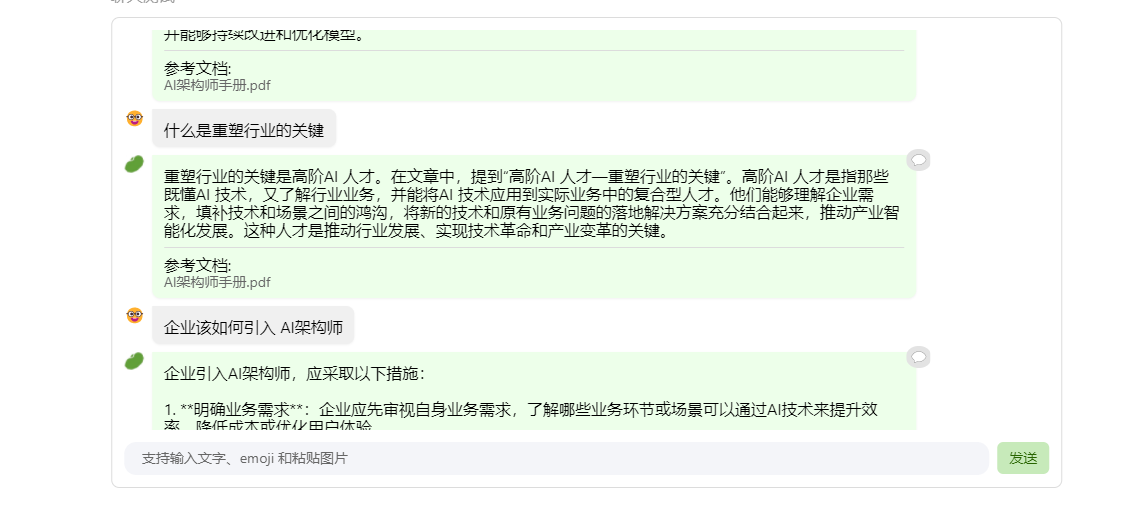 聊天测试
并能够持续改进和优化模型。
参考文档:
AI架构师手册.pdf
什么是重塑行业的关键
重塑行业的关键是高阶AI 人才。在文章中，提到“高阶AI 人才—重塑行业的关键”。高阶AI 人才是指那些
既懂AI 技术，又了解行业业务，并能将AI 技术应用到实际业务中的复合型人才。他们能够理解企业需
求，填补技术和场景之间的鸿沟，将新的技术和原有业务问题的落地解决方案充分结合起来，推动产业智
能化发展。这种人才是推动行业发展、实现技术革命和产业变革的关键。
参考文档:
AI架构师手册.pdf
企业该如何引入 AI架构师
企业引入AI架构师，应采取以下措施：
1. **明确业务需求**：企业应先审视自身业务需求，了解哪些业务环节或场景可以通过AI技术来提升效
率、降低成本或优化用户体验
支持输入文字、emoji 和粘贴图片
发送